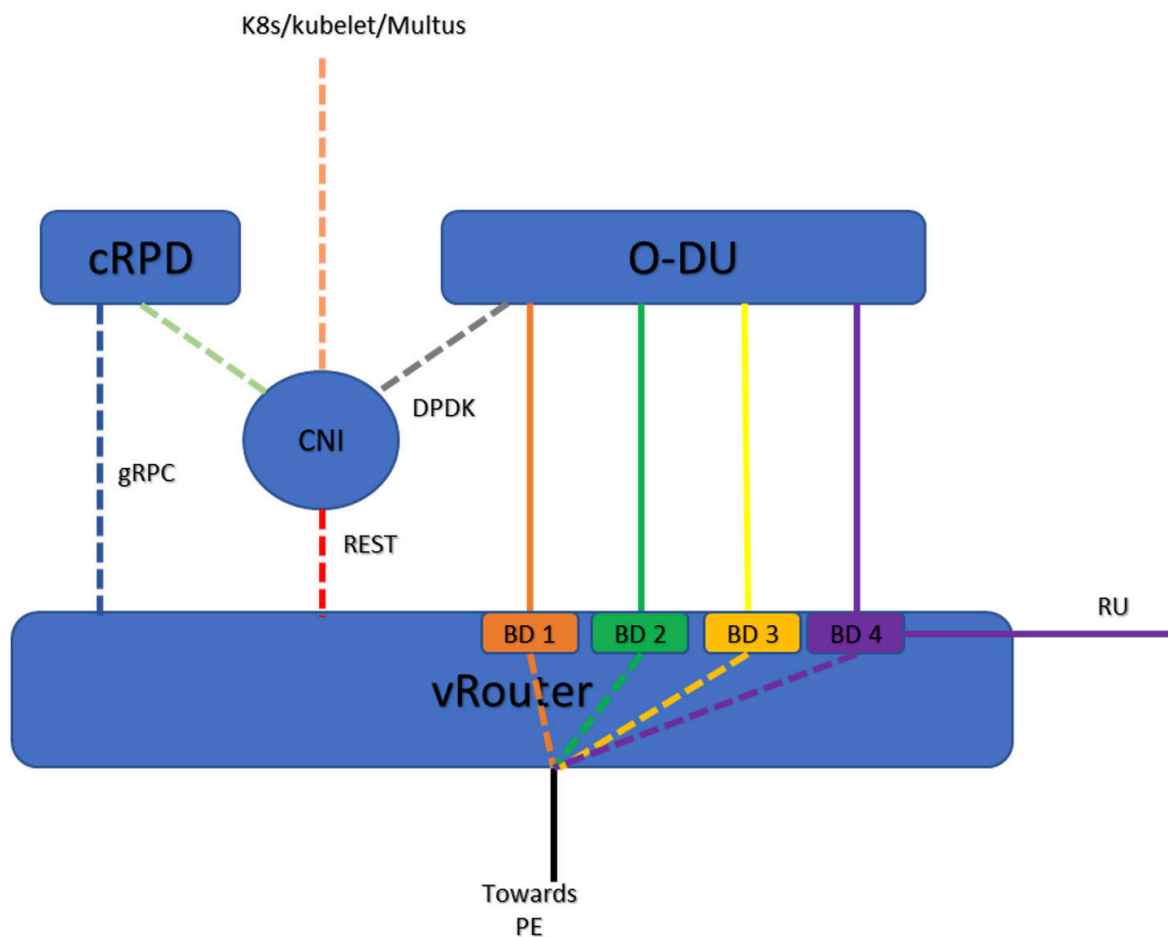 K8s/kubelet/Multus
cRPD
O-DU
DPDK
CNI
gRPC
REST
RU
BD 1
BD 2
BD 3
BD 4
vRouter
Towards
PE